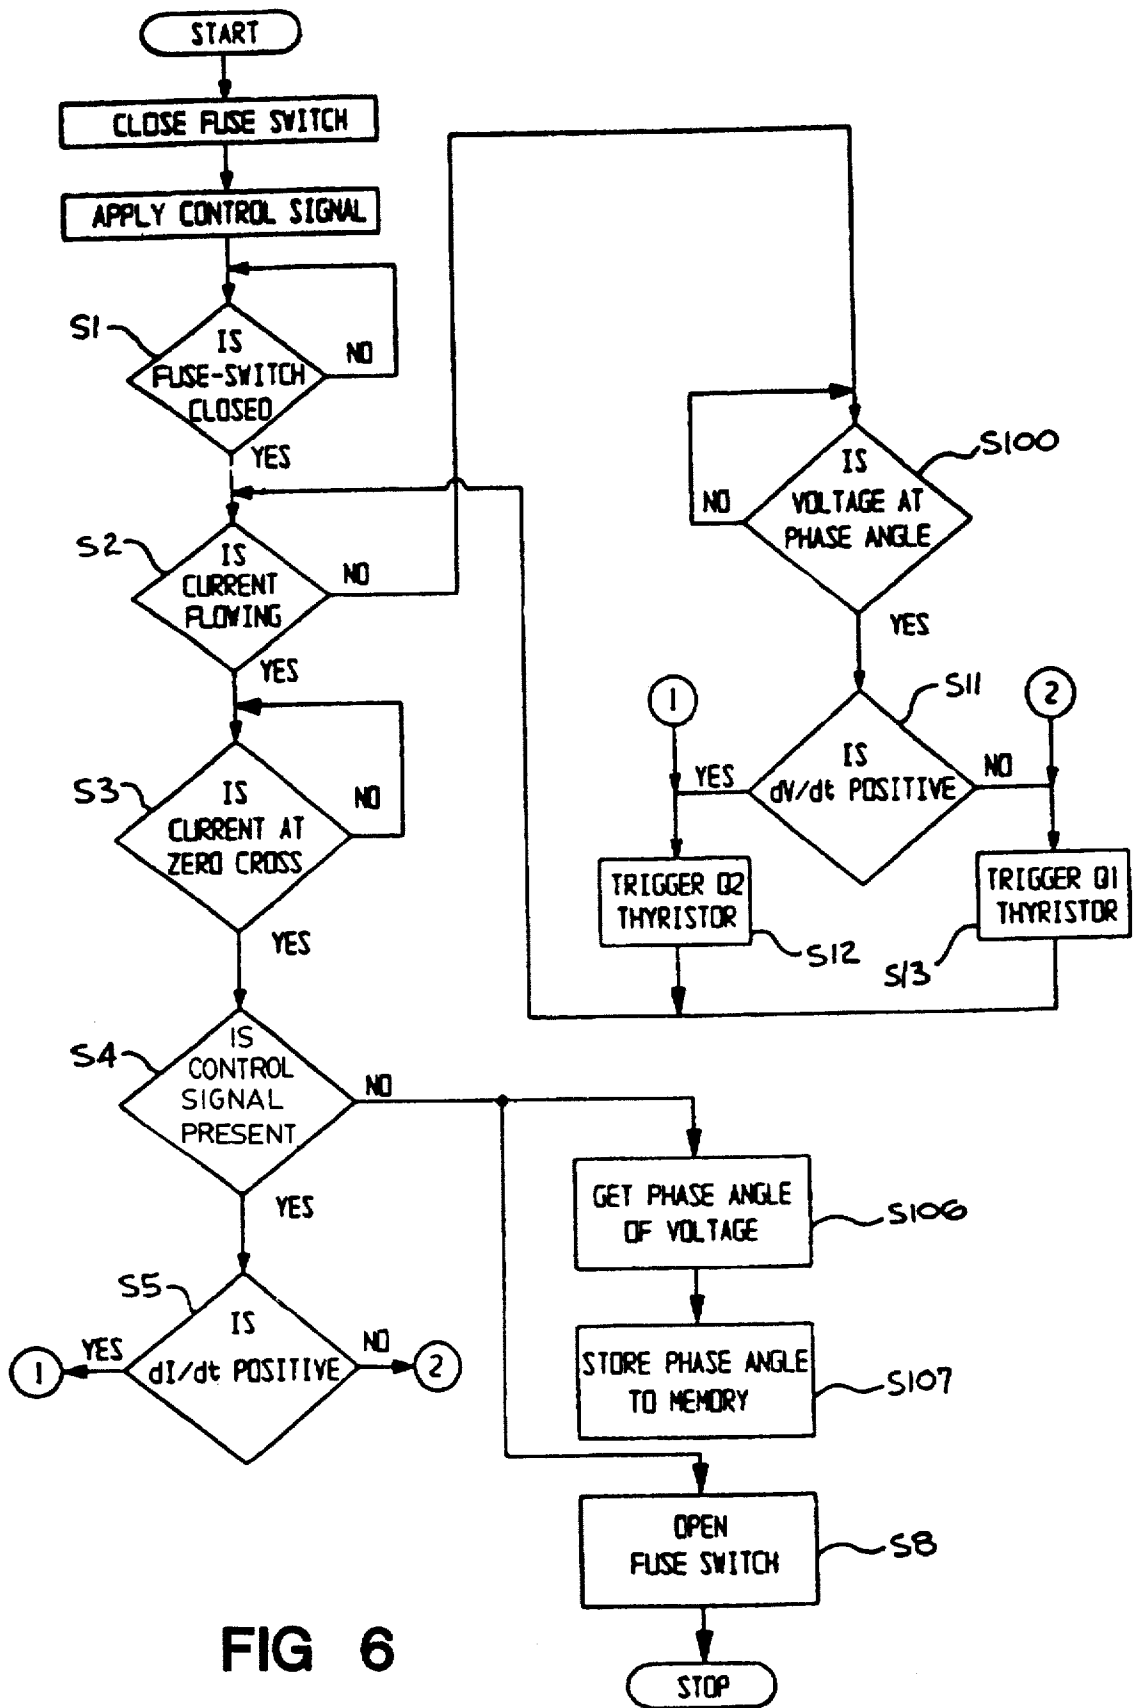 START
CLOSE FUSE SWITCH
APPLY CONTROL SIGNAL
S1
IS
FUSE-SWITCH
CLOSED
NO
YES
S2
IS
CURRENT
FLOWING
NO
YES
S3
IS
CURRENT AT
ZERO CROSS
NO
YES
S4
IS
CONTROL
SIGNAL
PRESENT
NO
YES
S5
IS
dI/dt POSITIVE
YES
1
NO
2
S100
IS
VOLTAGE AT
PHASE ANGLE
NO
YES
S11
IS
dV/dt POSITIVE
YES
NO
1
2
TRIGGER Q2
THYRISTOR
S12
TRIGGER Q1
THYRISTOR
S13
GET PHASE ANGLE
OF VOLTAGE
S106
STORE PHASE ANGLE
TO MEMORY
S107
OPEN
FUSE SWITCH
S8
STOP
FIG 6